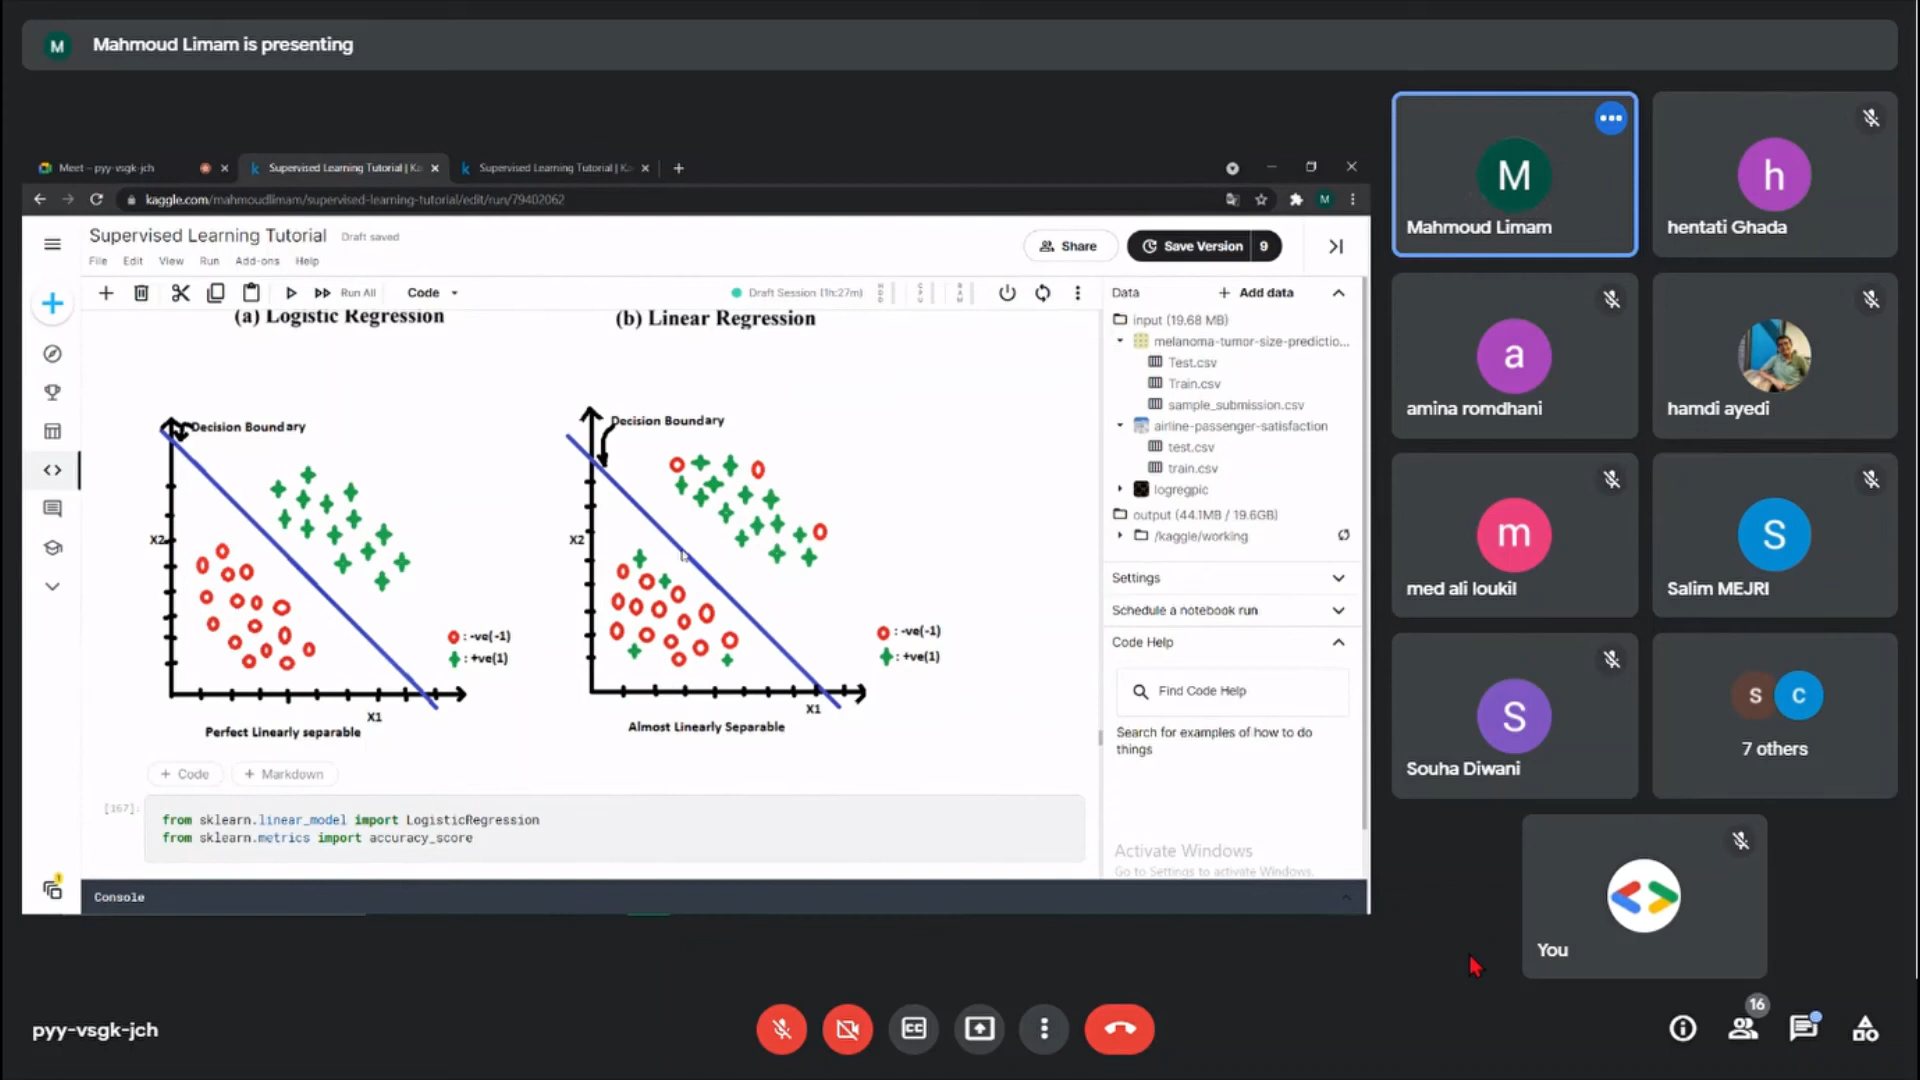 M
Mahmoud Limam is presenting
Meet – pyy-vsgk-jch
Supervised Learning Tutorial | Ka
Supervised Learning Tutorial | Ka
kaggle.com/mahmoudlimam/supervised-learning-tutorial/edit/run/79402062
M
Supervised Learning Tutorial
Draft saved
File Edit View Run Add-ons Help
Share
Save Version 9
Run All
Code
Draft Session (1h:27m)
HDD
CPU
RAM
(a) Logistic Regression
(b) Linear Regression
Decision Boundary
X2
-ve(-1)
+ve(1)
X1
Perfect Linearly separable
Decision Boundary
X2
-ve(-1)
+ve(1)
X1
Almost Linearly Separable
+ Code
+ Markdown
[167]:
from sklearn.linear_model import LogisticRegression
from sklearn.metrics import accuracy_score
Console
1
Data
+ Add data
input (19.68 MB)
melanoma-tumor-size-predictio...
Test.csv
Train.csv
sample_submission.csv
airline-passenger-satisfaction
test.csv
train.csv
logregpic
output (44.1MB / 19.6GB)
/kaggle/working
Settings
Schedule a notebook run
Code Help
Find Code Help
Search for examples of how to do
things
Activate Windows
Go to Settings to activate Windows.
M
Mahmoud Limam
h
hentati Ghada
a
amina romdhani
hamdi ayedi
m
med ali loukil
S
Salim MEJRI
S
Souha Diwani
s
c
7 others
You
pyy-vsgk-jch
CC
16